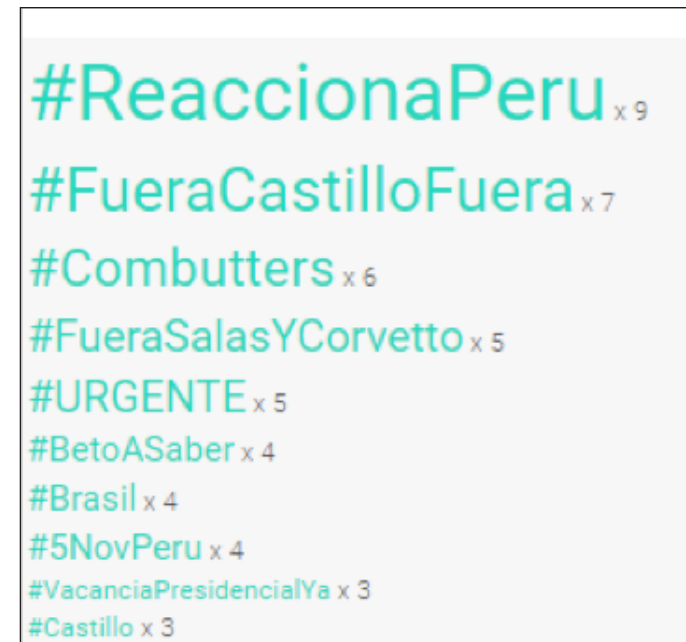 #ReaccionaPeru x 9
#FueraCastilloFuera x 7
#Combutters x 6
#FueraSalasYCorvetto x 5
#URGENTE x 5
#BetoASaber x 4
#Brasil x 4
#5NovPeru x 4
#VacanciaPresidencialYa x 3
#Castillo x 3